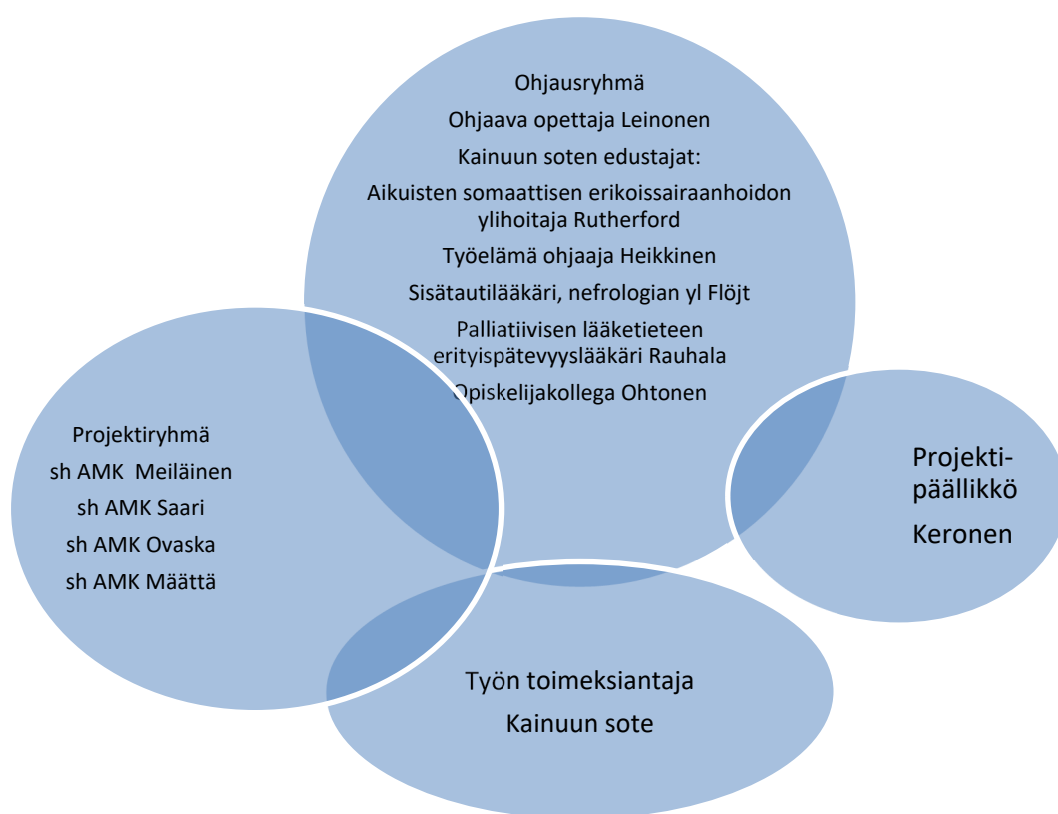 Ohjausryhmä
Ohjaava opettaja Leinonen
Kainuun soten edustajat:
Aikuisten somaattisen erikoissairaanhoidon
ylihoitaja Rutherford
Työelämä ohjaaja Heikkinen
Sisätautilääkäri, nefrologian yl Flöjt
Palliatiivisen lääketieteen
erityispätevyyslääkäri Rauhala
Opiskelijakollega Ohtonen
Projektiryhmä
sh AMK Meiläinen
sh AMK Saari
sh AMK Ovaska
sh AMK Määttä
Projekti-
päällikkö
Keronen
Työn toimeksiantaja
Kainuun sote